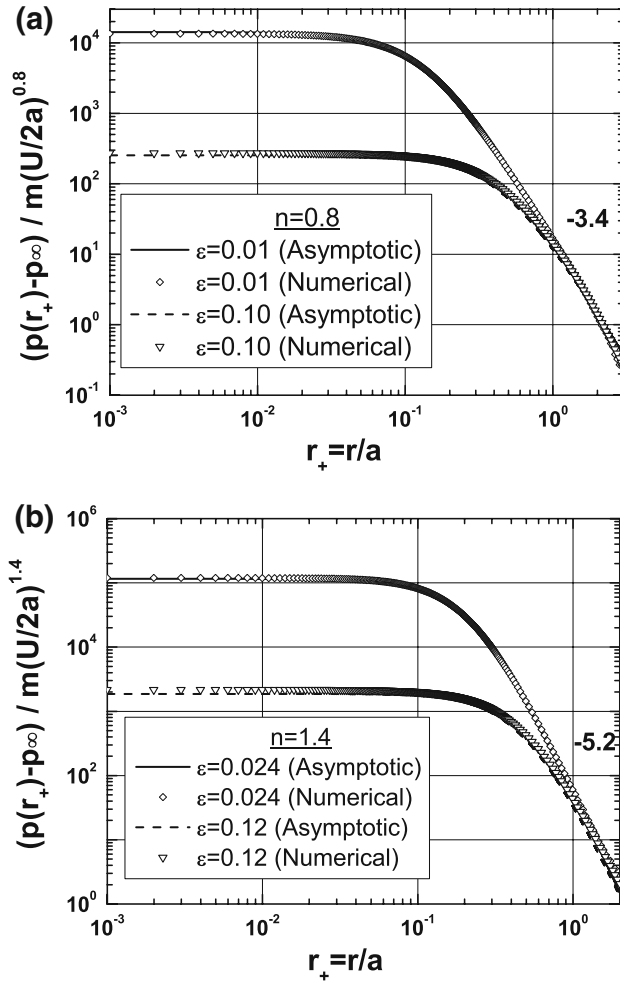 (a)
(p(r₊)-p∞) / m(U/2a)^0.8
10^4
10^3
10^2
10^1
10^0
10^-1
n=0.8
ε=0.01 (Asymptotic)
ε=0.01 (Numerical)
ε=0.10 (Asymptotic)
ε=0.10 (Numerical)
-3.4
10^-3 10^-2 10^-1 10^0
r₊=r/a
(b)
(p(r₊)-p∞) / m(U/2a)^1.4
10^6
10^4
10^2
10^0
n=1.4
ε=0.024 (Asymptotic)
ε=0.024 (Numerical)
ε=0.12 (Asymptotic)
ε=0.12 (Numerical)
-5.2
10^-3 10^-2 10^-1 10^0
r₊=r/a